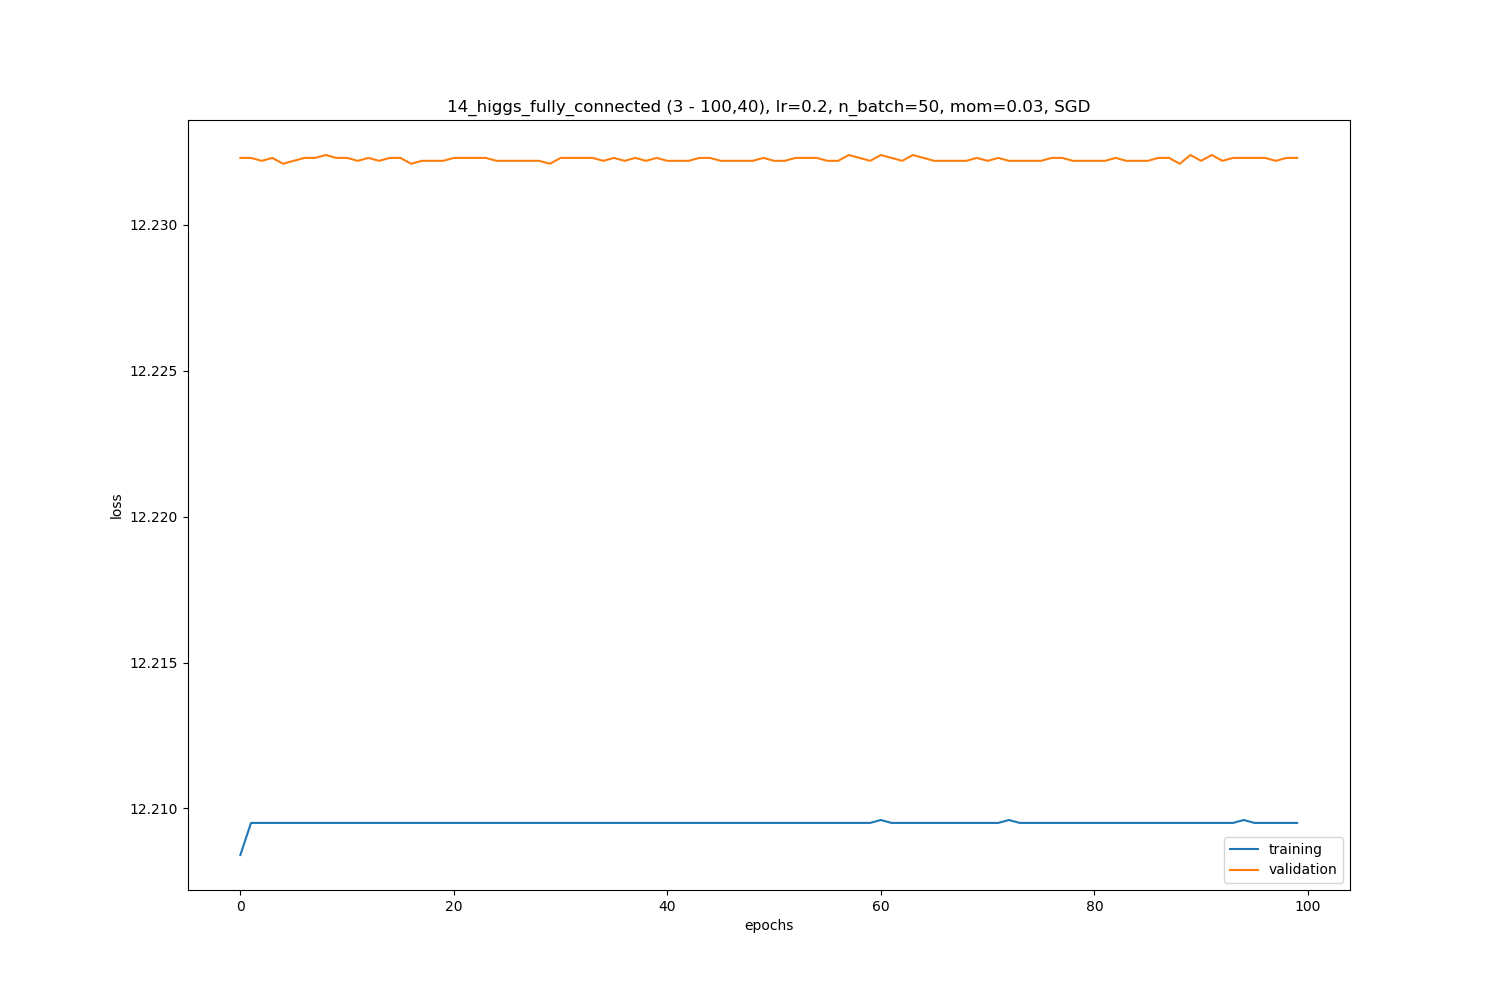 14_higgs_fully_connected (3 - 100,40), lr=0.2, n_batch=50, mom=0.03, SGD
12.230
12.225
12.220
12.215
12.210
loss
0 20 40 60 80 100
epochs
training
validation